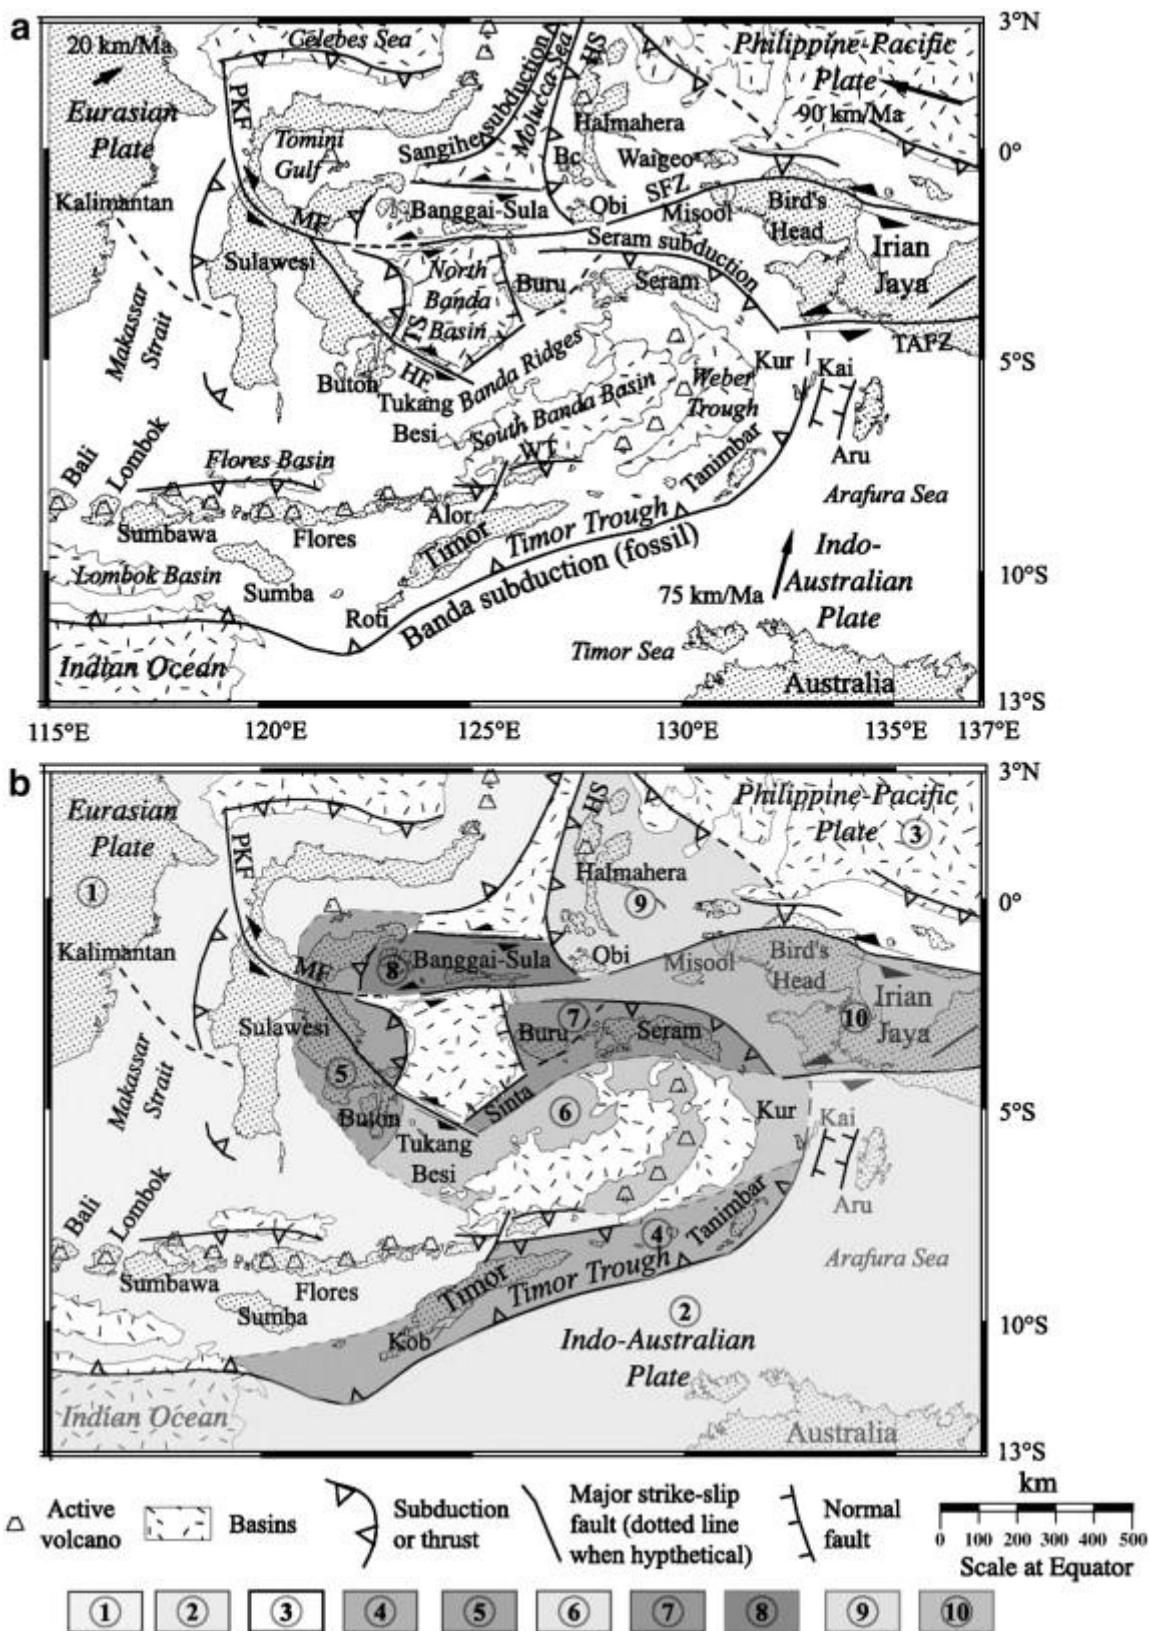 a
3°N
20 km/Ma
Celebes Sea
Philippine-Pacific
Plate
90 km/Ma
Eurasian
Plate
PKF
Tomini
Gulf
Sangihe subduction
Molucca Sea
SH
Halmahera
Bc
Waigeo
0°
Kalimantan
MF
Banggai-Sula
Obi
SFZ
Misool
Bird's
Head
Irian
Jaya
Sulawesi
North
Banda
Basin
Buru
Seram subduction
Seram
Makassar
Strait
TS
HF
Buton
Tukang
Besi
Banda Ridges
South Banda Basin
Weber
Trough
Kur
Kai
TAFZ
5°S
WT
Tanimbar
Aru
Arafura Sea
Bali
Lombok
Flores Basin
Sumbawa
Pa
Flores
Alor
Timor
Timor Trough
Banda subduction (fossil)
Indo-
Australian
Plate
75 km/Ma
10°S
Lombok Basin
Sumba
Roti
Timor Sea
Indian Ocean
Australia
13°S
115°E
120°E
125°E
130°E
135°E
137°E
b
3°N
Eurasian
Plate
1
PKF
SH
Philippine-Pacific
Plate
3
Halmahera
9
0°
Kalimantan
MF
8
Banggai-Sula
Obi
Misool
Bird's
Head
Irian
Jaya
10
Sulawesi
Buru
7
Seram
Makassar
Strait
5
Buton
Sinta
6
Tukang
Besi
Kur
Kai
5°S
Aru
Bali
Lombok
Tanimbar
4
Arafura Sea
Sumbawa
Pa
Flores
Timor
Timor Trough
Sumba
Kob
2
Indo-Australian
Plate
10°S
Indian Ocean
Australia
13°S
Active
volcano
Basins
Subduction
or thrust
Major strike-slip
fault (dotted line
when hypthetical)
Normal
fault
km
0 100 200 300 400 500
Scale at Equator
1 2 3 4 5 6 7 8 9 10